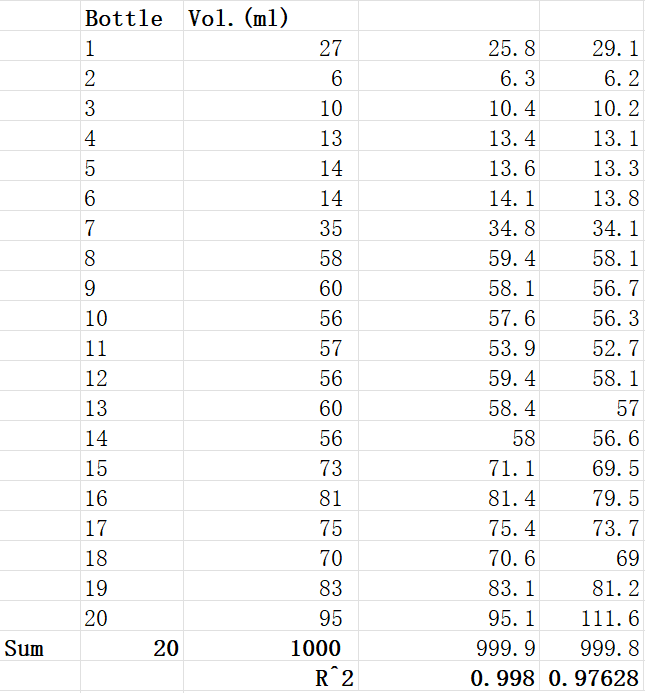 Bottle Vol.(ml)
1 27 25.8 29.1
2 6 6.3 6.2
3 10 10.4 10.2
4 13 13.4 13.1
5 14 13.6 13.3
6 14 14.1 13.8
7 35 34.8 34.1
8 58 59.4 58.1
9 60 58.1 56.7
10 56 57.6 56.3
11 57 53.9 52.7
12 56 59.4 58.1
13 60 58.4 57
14 56 58 56.6
15 73 71.1 69.5
16 81 81.4 79.5
17 75 75.4 73.7
18 70 70.6 69
19 83 83.1 81.2
20 95 95.1 111.6
Sum 20 1000 999.9 999.8
R^2 0.998 0.97628